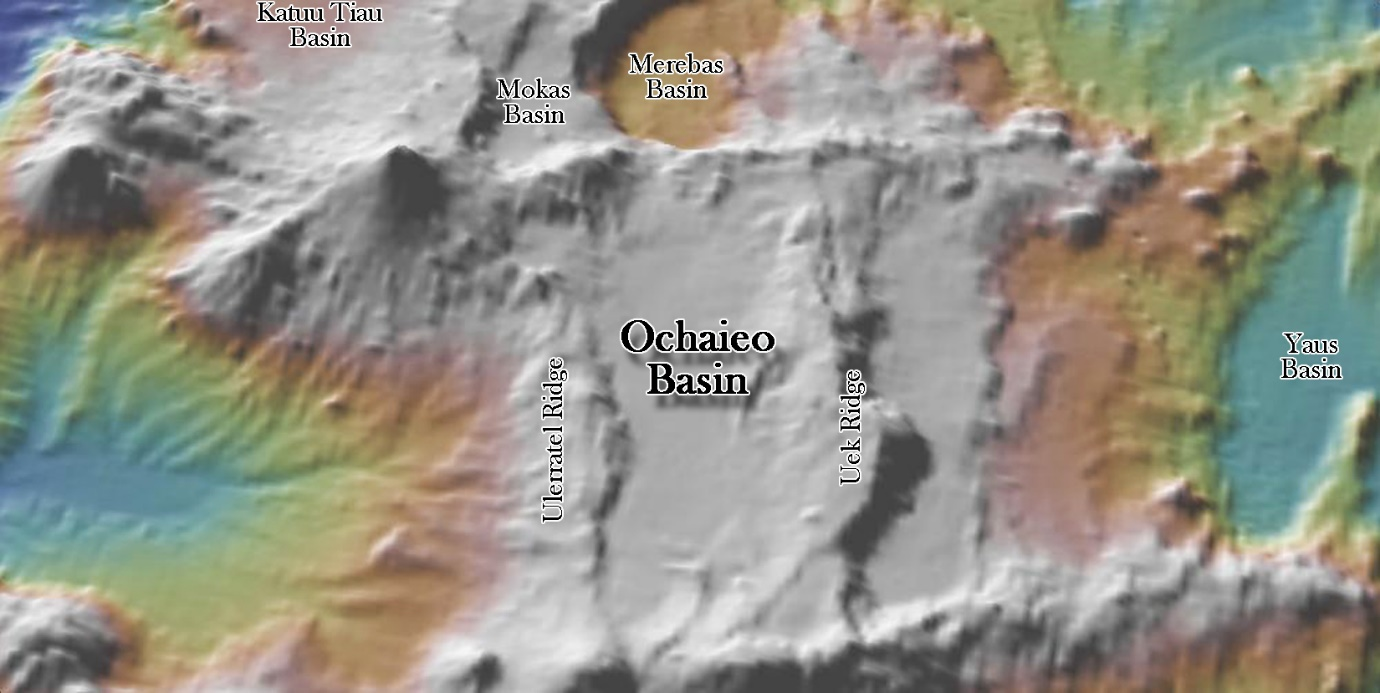 Katuu Tiau
Basin
Merebas
Basin
Mokas
Basin
Ochaieo
Basin
Yaus
Basin
Ulerratel Ridge
Uek Ridge